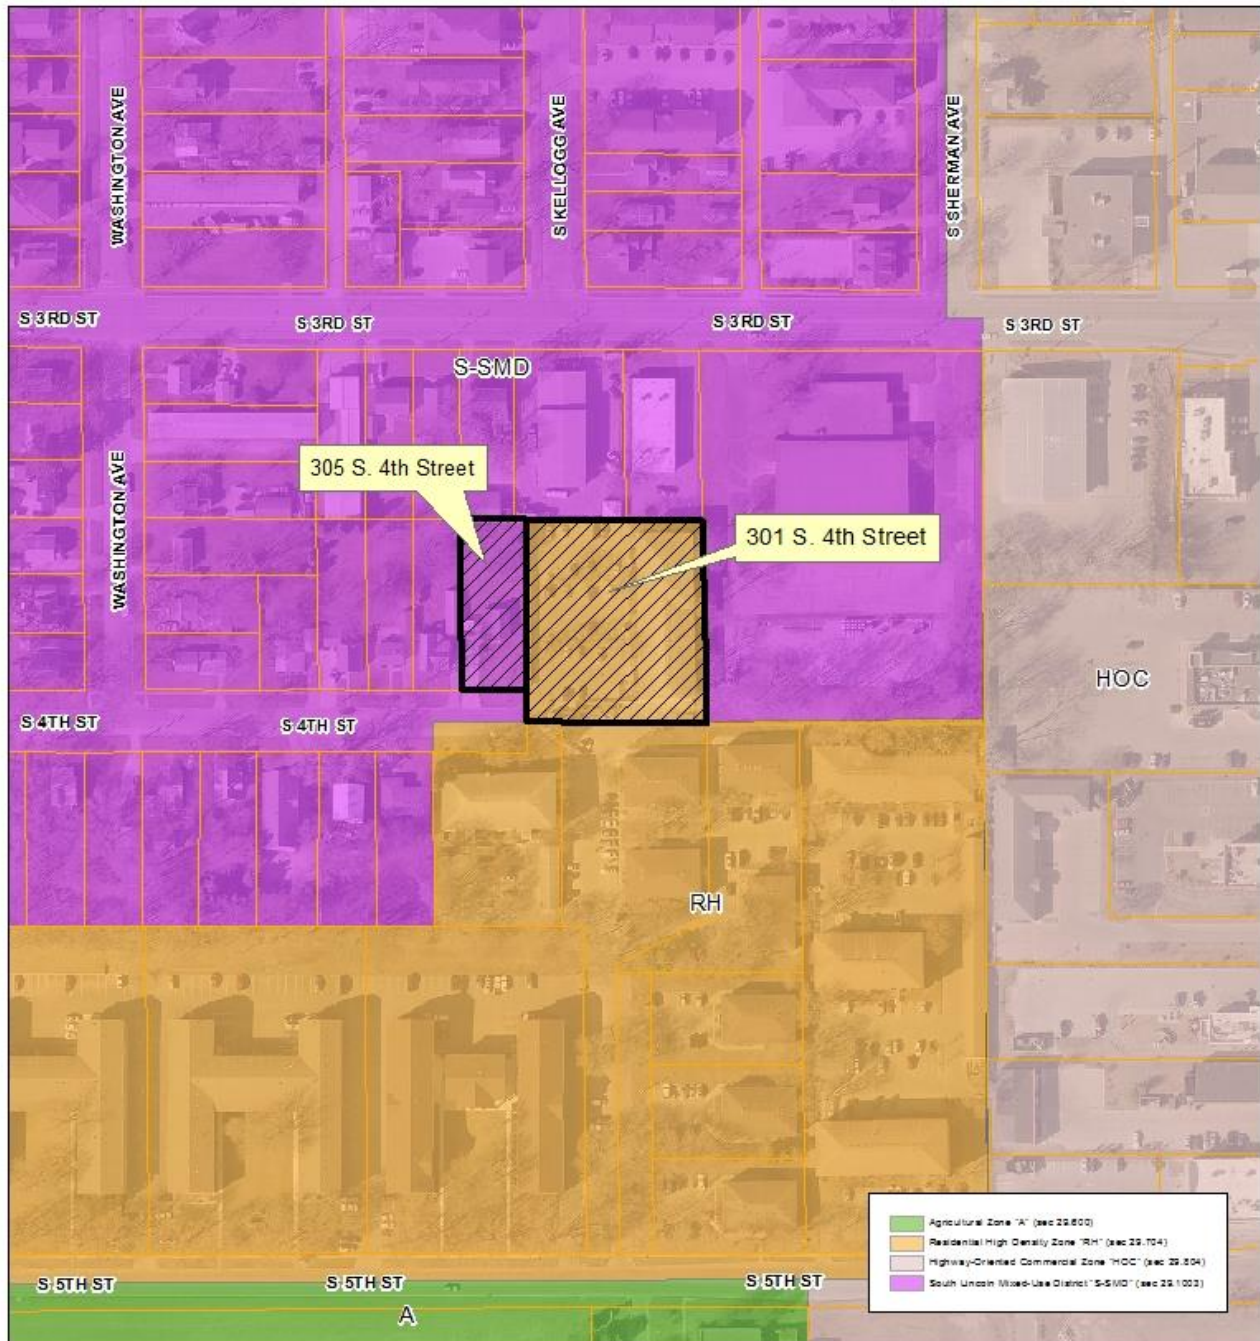 WASHINGTON AVE
S KELLOGG AVE
S SHERMAN AVE
S 3RD ST
S 3RD ST
S 3RD ST
S 3RD ST
S-SMD
305 S. 4th Street
301 S. 4th Street
WASHINGTON AVE
HOC
S 4TH ST
S 4TH ST
RH
Agricultural Zone "A" (sec 29.600)
Residential High Density Zone "RH" (sec 29.704)
Highway-Oriented Commercial Zone "HOC" (sec 29.804)
South Lincoln Mixed-Use District "S-SMD" (sec 29.1003)
S 5TH ST
S 5TH ST
S 5TH ST
A